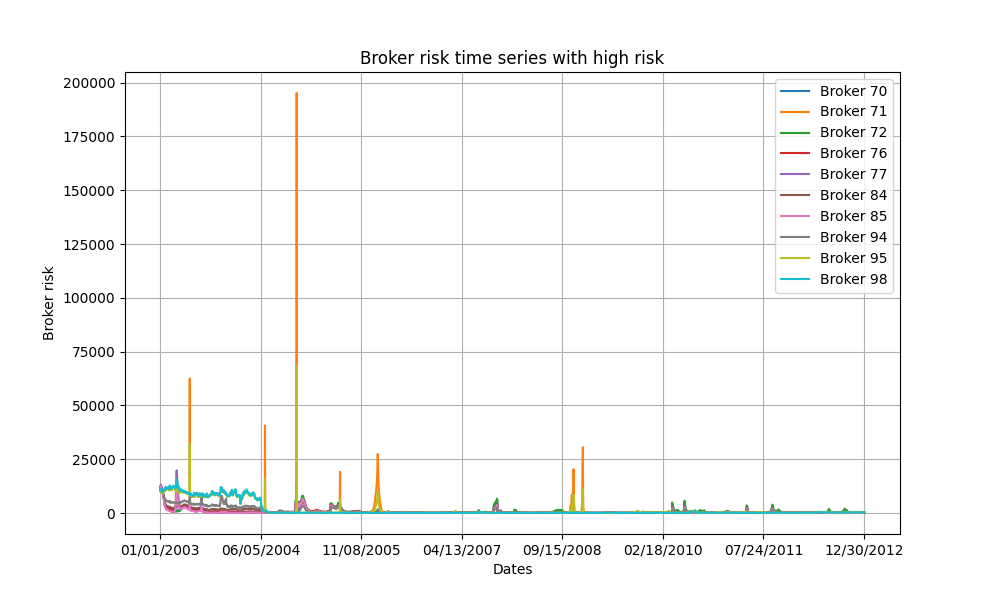 Broker risk time series with high risk
200000
175000
150000
125000
100000
75000
50000
25000
0
Broker risk
Broker 70
Broker 71
Broker 72
Broker 76
Broker 77
Broker 84
Broker 85
Broker 94
Broker 95
Broker 98
01/01/2003 06/05/2004 11/08/2005 04/13/2007 09/15/2008 02/18/2010 07/24/2011 12/30/2012
Dates